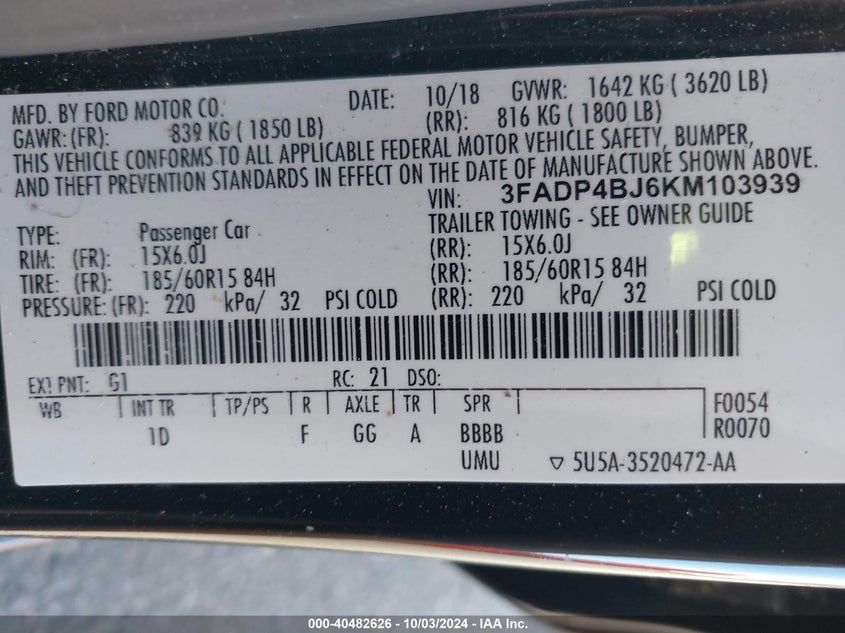 MFD. BY FORD MOTOR CO. DATE: 10/18 GVWR: 1642 KG ( 3620 LB)
GAWR:(FR): 839 KG ( 1850 LB) (RR): 816 KG ( 1800 LB)
THIS VEHICLE CONFORMS TO ALL APPLICABLE FEDERAL MOTOR VEHICLE SAFETY, BUMPER,
AND THEFT PREVENTION STANDARDS IN EFFECT ON THE DATE OF MANUFACTURE SHOWN ABOVE.
VIN: 3FADP4BJ6KM103939
TYPE: Passenger Car TRAILER TOWING - SEE OWNER GUIDE
RIM: (FR): 15X6.0J (RR): 15X6.0J
TIRE: (FR): 185/60R15 84H (RR): 185/60R15 84H
PRESSURE:(FR): 220 kPa/ 32 PSI COLD (RR): 220 kPa/ 32 PSI COLD
EXT PNT: G1 RC: 21 DSO:
WB INT TR TP/PS R AXLE TR SPR F0054
1D F GG A BBBB R0070
UMU ▽ 5U5A-3520472-AA
000-40482626 - 10/03/2024 - IAA Inc.